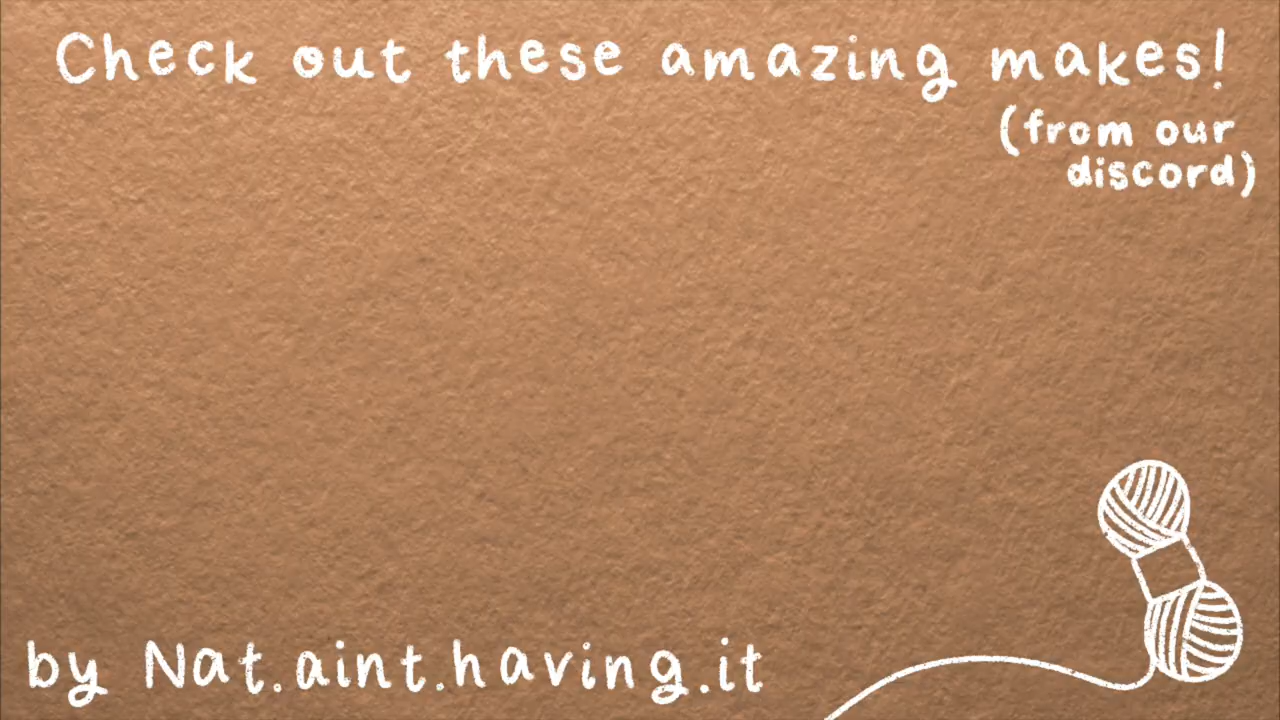 Check out these amazing makes!
(from our
discord)
by Nat.aint.having.it